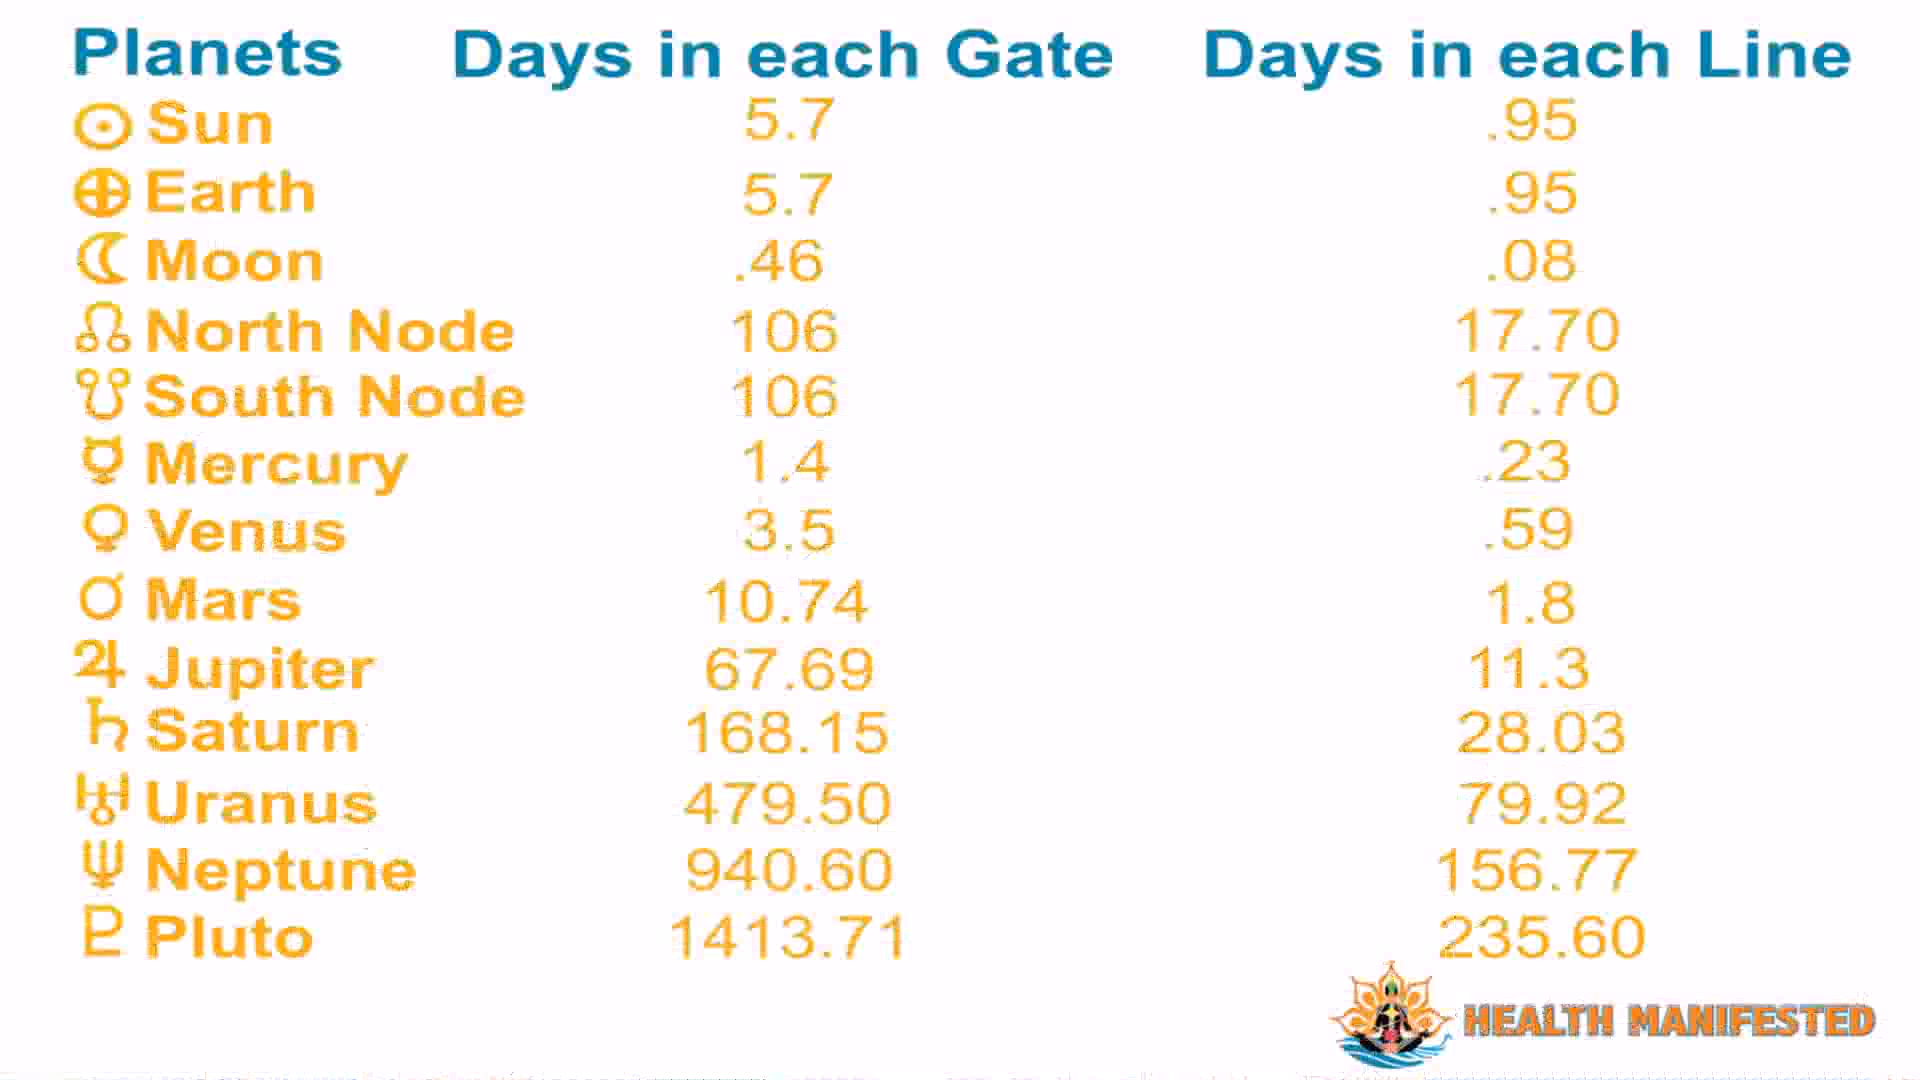 Planets Days in each Gate Days in each Line
Sun 5.7 .95
Earth 5.7 .95
Moon .46 .08
North Node 106 17.70
South Node 106 17.70
Mercury 1.4 .23
Venus 3.5 .59
Mars 10.74 1.8
Jupiter 67.69 11.3
Saturn 168.15 28.03
Uranus 479.50 79.92
Neptune 940.60 156.77
Pluto 1413.71 235.60
HEALTH MANIFESTED